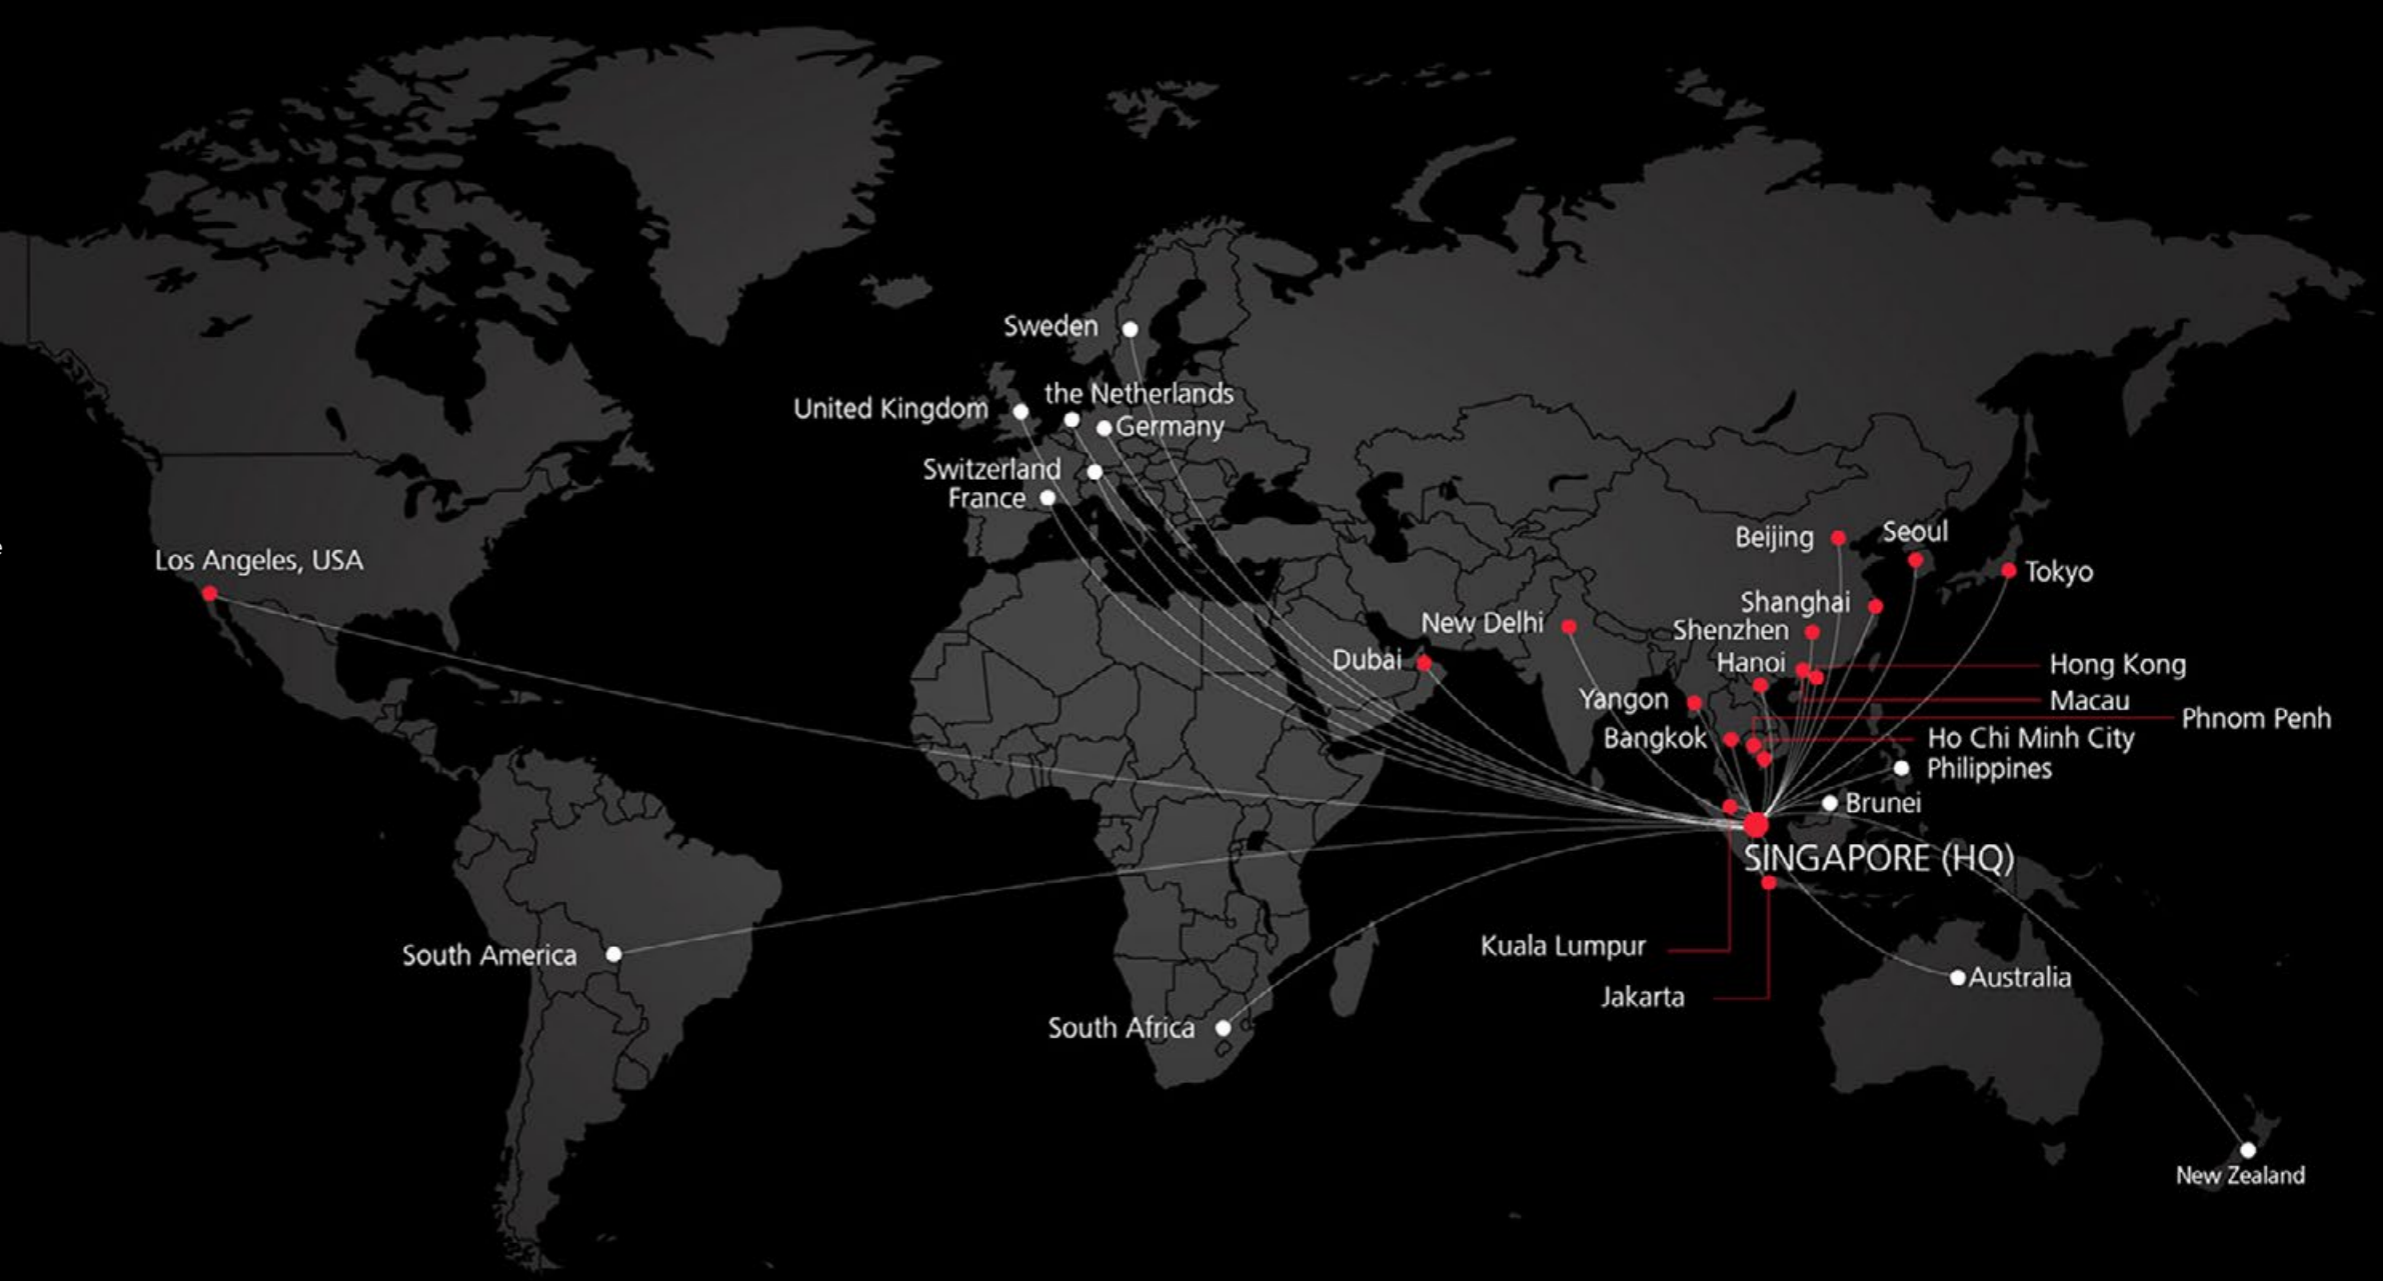 Sweden
the Netherlands
United Kingdom
Germany
Switzerland
France
Beijing
Seoul
Los Angeles, USA
Tokyo
Shanghai
New Delhi
Shenzhen
Dubai
Hanoi
Hong Kong
Yangon
Macau
Phnom Penh
Bangkok
Ho Chi Minh City
Philippines
Brunei
SINGAPORE (HQ)
Kuala Lumpur
South America
Australia
Jakarta
South Africa
New Zealand